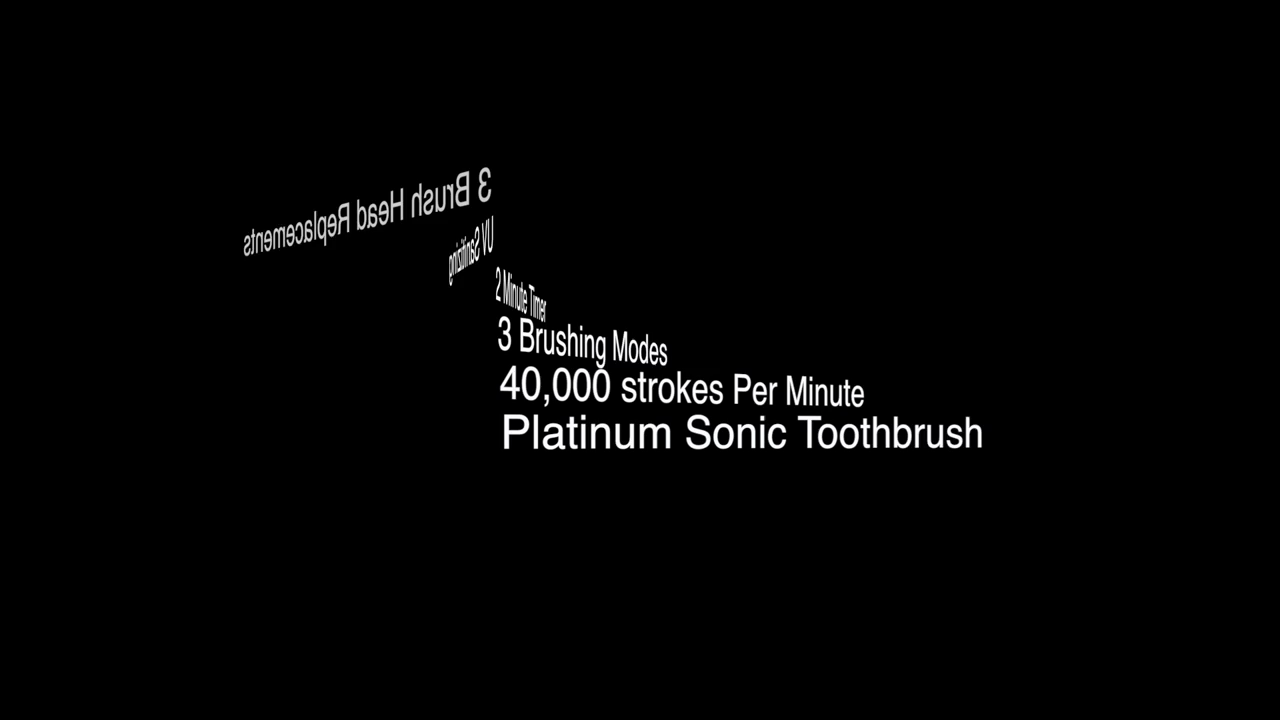 3 Brush Head Replacements
UV Sanitizing
2 Minute Timer
3 Brushing Modes
40,000 strokes Per Minute
Platinum Sonic Toothbrush